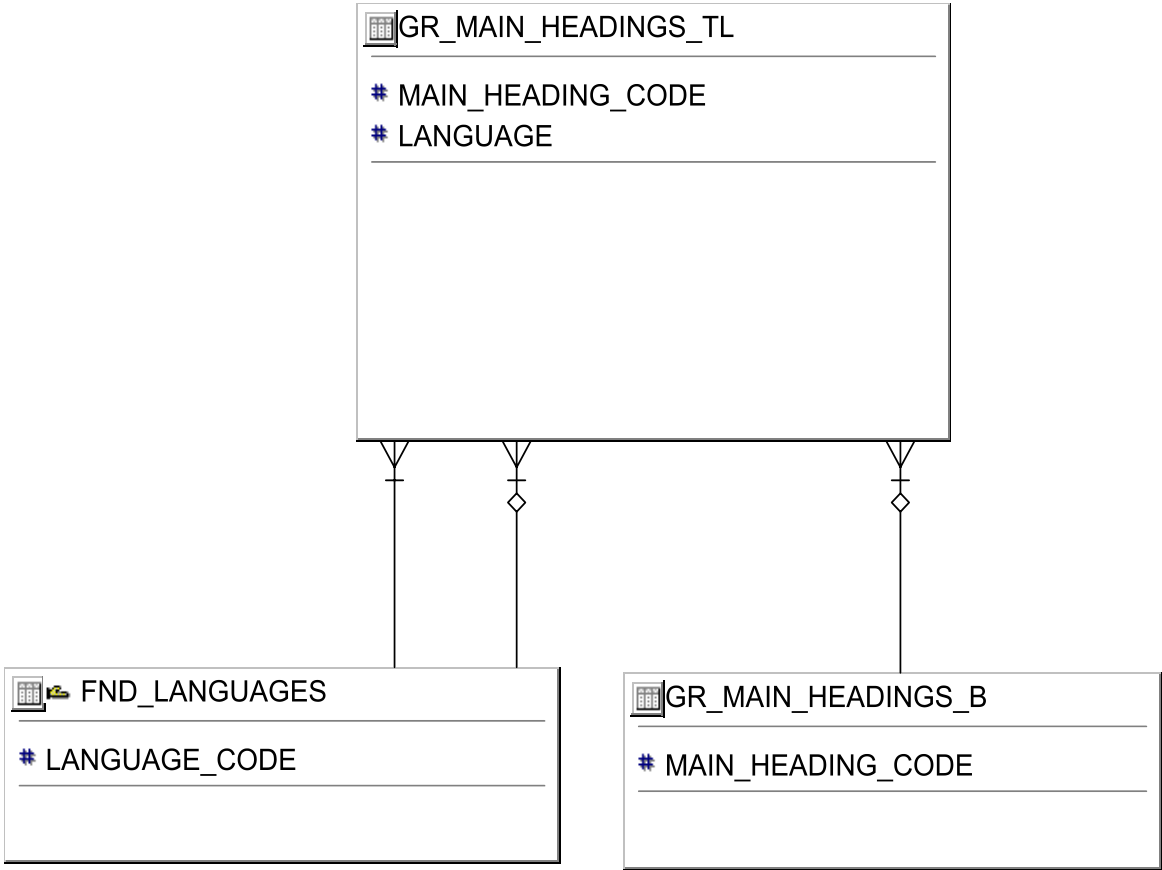 GR_MAIN_HEADINGS_TL
# MAIN_HEADING_CODE
# LANGUAGE
FND_LANGUAGES
# LANGUAGE_CODE
GR_MAIN_HEADINGS_B
# MAIN_HEADING_CODE